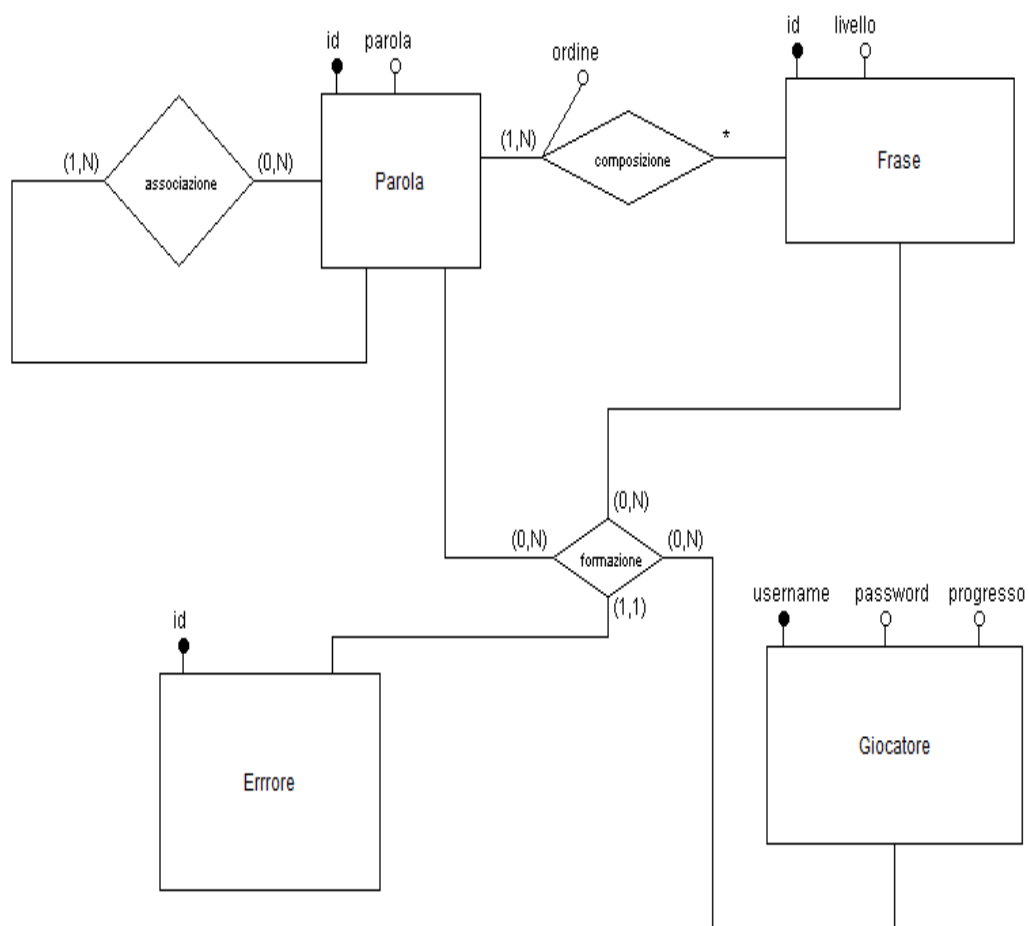 id parola
ordine
id livello
(1,N)
associazione
(0,N)
Parola
(1,N)
composizione
*
Frase
(0,N)
(0,N)
formazione
(0,N)
(1,1)
id
Errrore
username password progresso
Giocatore